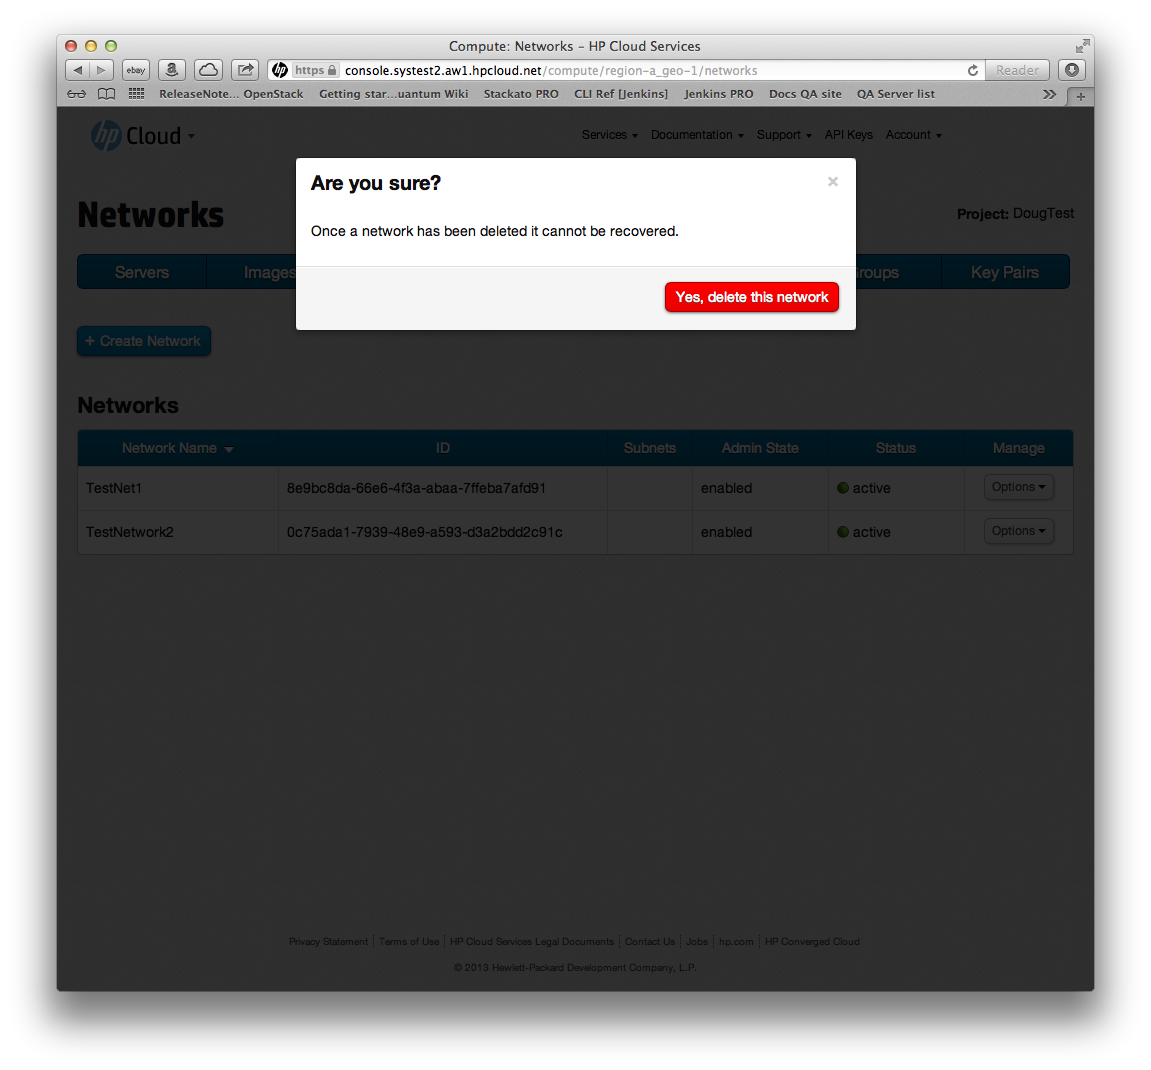 Compute: Networks – HP Cloud Services
ebay a https console.systest2.aw1.hpcloud.net/compute/region-a_geo-1/networks Reader
ReleaseNote... OpenStack Getting star...uantum Wiki Stackato PRO CLI Ref [Jenkins] Jenkins PRO Docs QA site QA Server list
hp Cloud Services Documentation Support API Keys Account
Are you sure? ×
Networks Project: DougTest
Once a network has been deleted it cannot be recovered.
Servers Images roups Key Pairs
Yes, delete this network
+ Create Network
Networks
Network Name ID Subnets Admin State Status Manage
TestNet1 8e9bc8da-66e6-4f3a-abaa-7ffeba7afd91 enabled active Options
TestNetwork2 0c75ada1-7939-48e9-a593-d3a2bdd2c91c enabled active Options
Privacy Statement Terms of Use HP Cloud Services Legal Documents Contact Us Jobs hp.com HP Converged Cloud
© 2013 Hewlett-Packard Development Company, L.P.